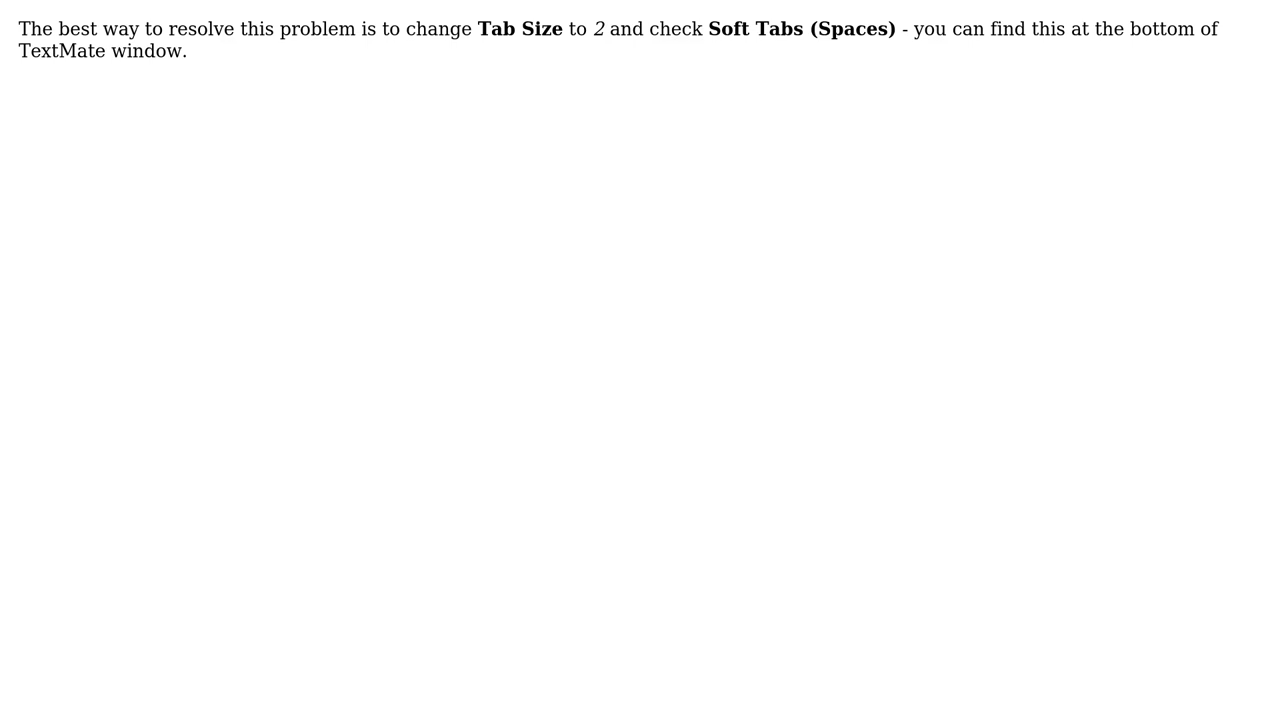 The best way to resolve this problem is to change Tab Size to 2 and check Soft Tabs (Spaces) - you can find this at the bottom of
TextMate window.